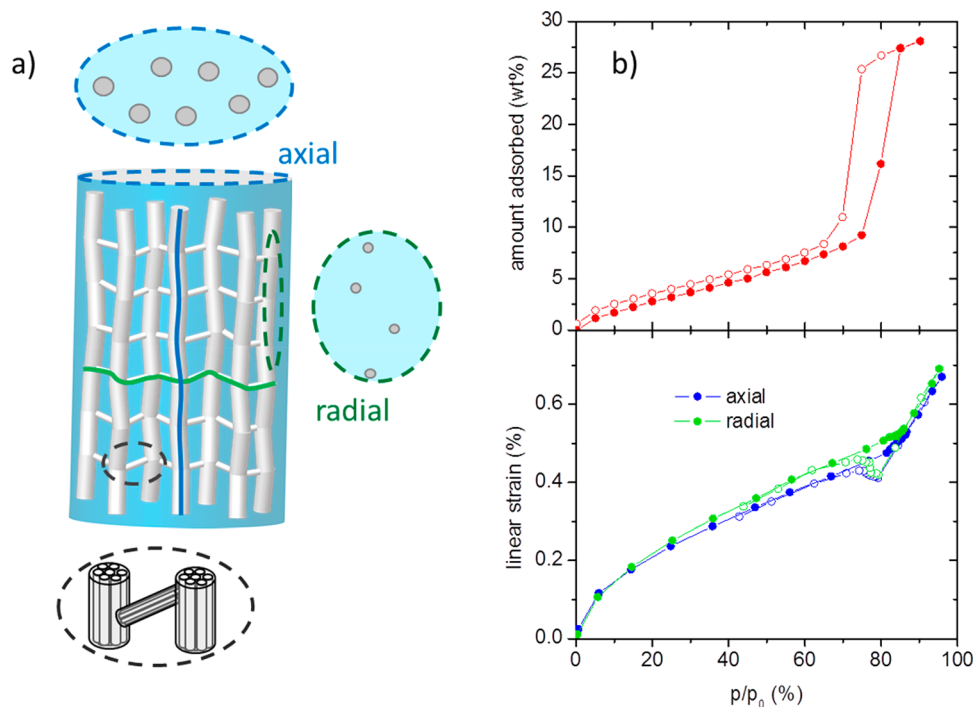 a)
axial
radial
b)
amount adsorbed (wt%)
30
25
20
15
10
5
0
linear strain (%)
0.6
0.4
0.2
0.0
axial
radial
0 20 40 60 80 100
p/p0 (%)